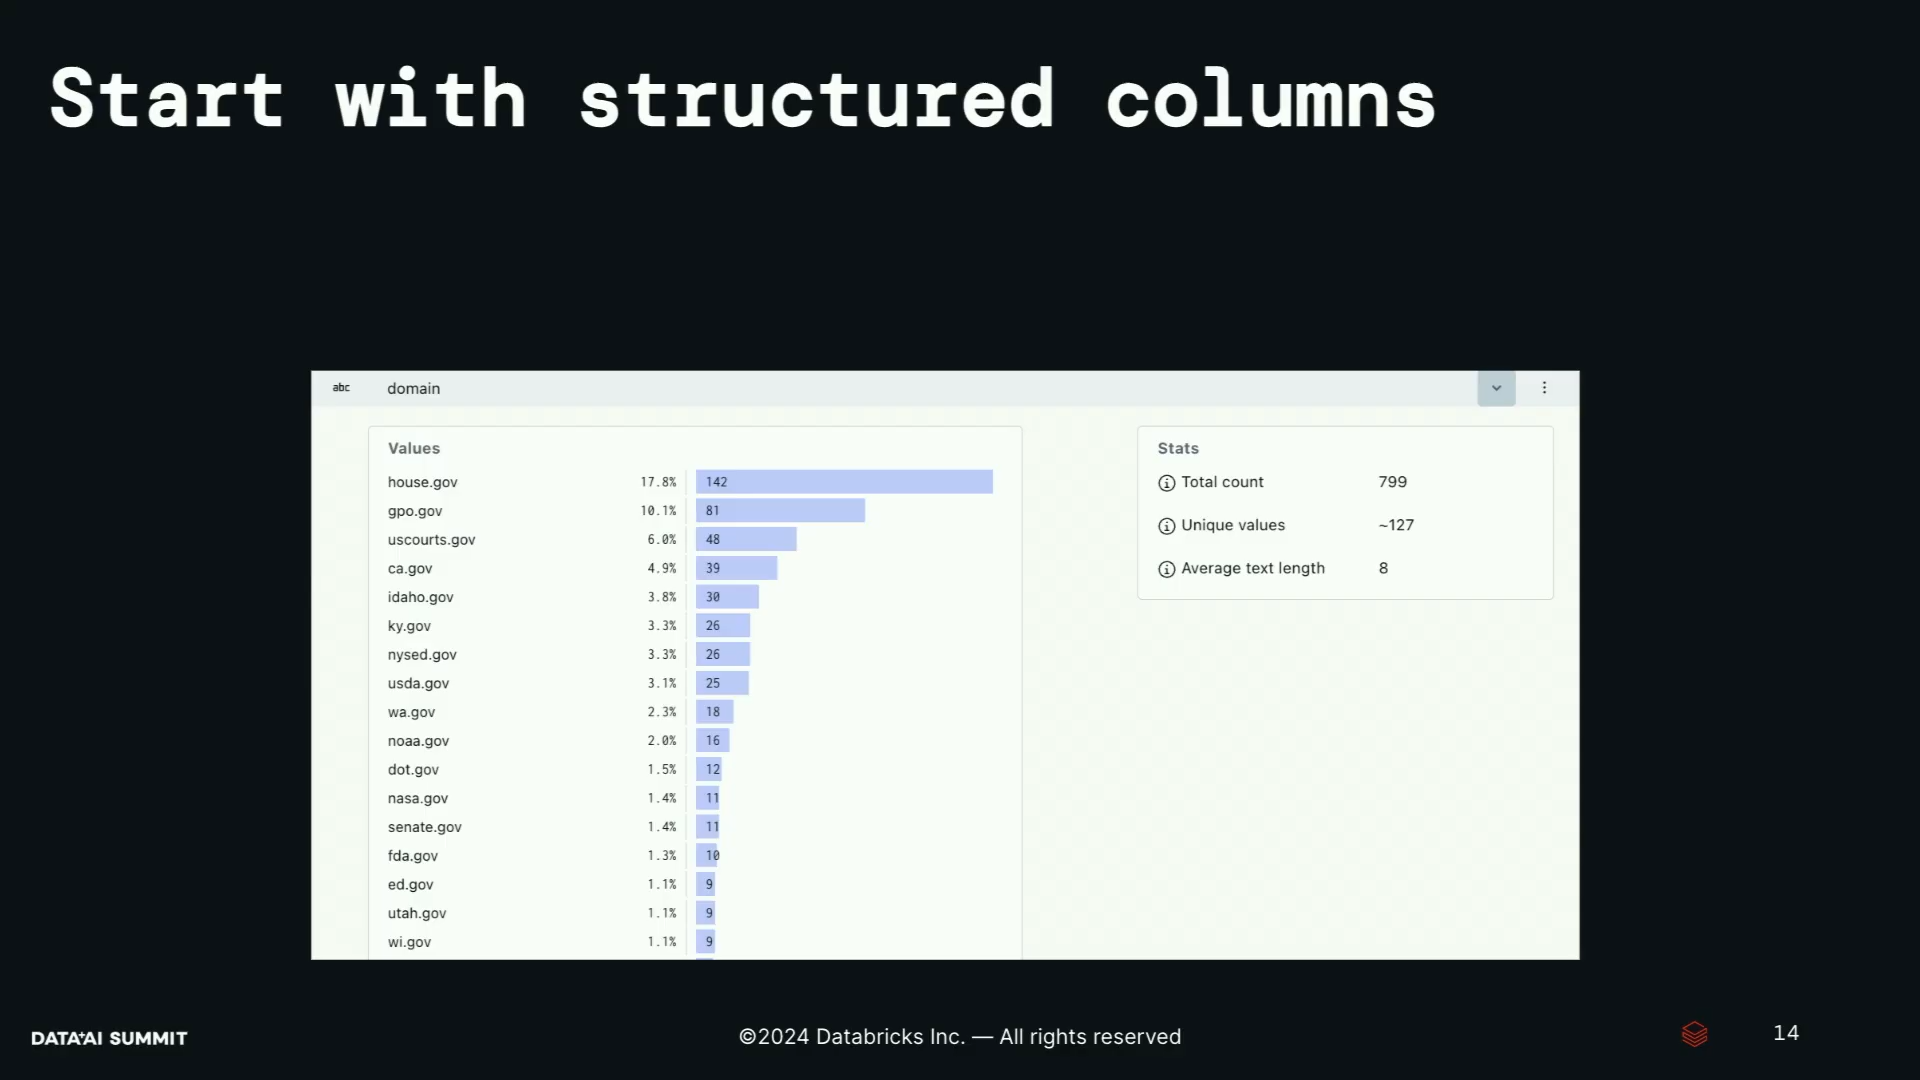 Start with structured columns
abc domain
Values
house.gov 17.8% 142
gpo.gov 10.1% 81
uscourts.gov 6.0% 48
ca.gov 4.9% 39
idaho.gov 3.8% 30
ky.gov 3.3% 26
nysed.gov 3.3% 26
usda.gov 3.1% 25
wa.gov 2.3% 18
noaa.gov 2.0% 16
dot.gov 1.5% 12
nasa.gov 1.4% 11
senate.gov 1.4% 11
fda.gov 1.3% 10
ed.gov 1.1% 9
utah.gov 1.1% 9
wi.gov 1.1% 9
Stats
Total count 799
Unique values ~127
Average text length 8
DATA+AI SUMMIT
©2024 Databricks Inc. — All rights reserved
14